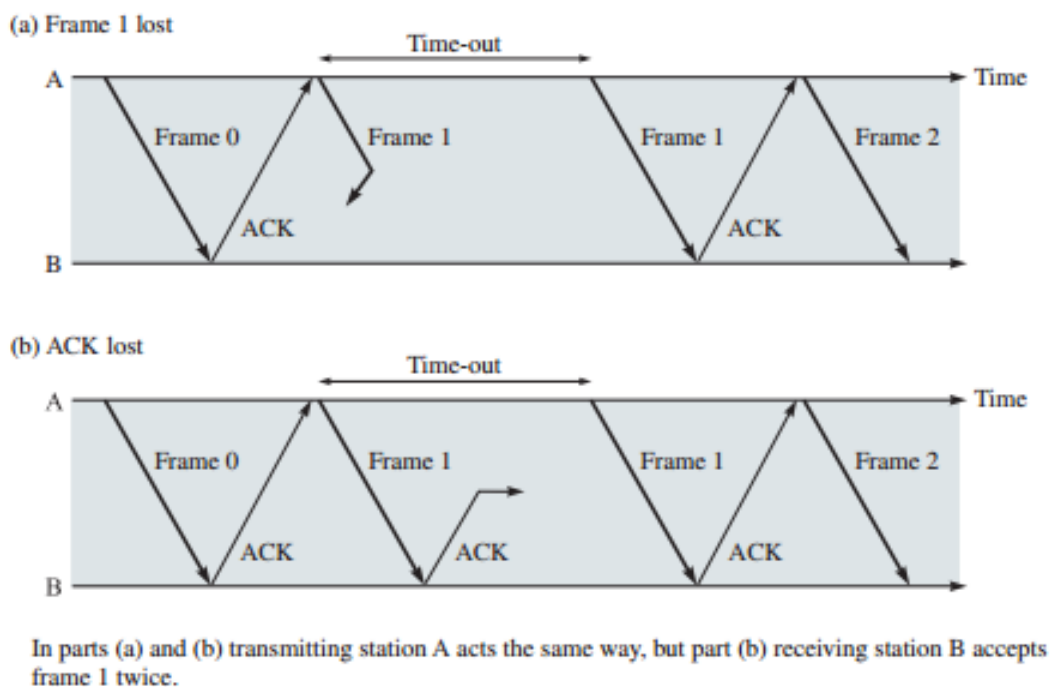 (a) Frame 1 lost
Time-out
A
Time
Frame 0
Frame 1
Frame 1
Frame 2
ACK
ACK
B
(b) ACK lost
Time-out
A
Time
Frame 0
Frame 1
Frame 1
Frame 2
ACK
ACK
ACK
B
In parts (a) and (b) transmitting station A acts the same way, but part (b) receiving station B accepts
frame 1 twice.